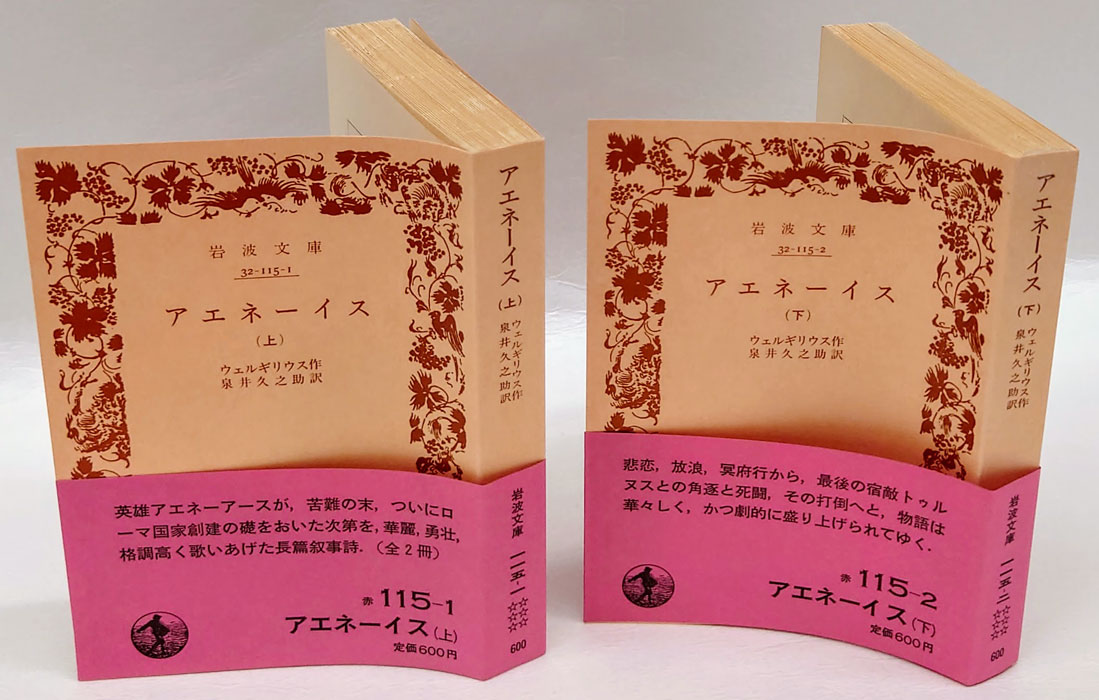 岩波文庫
32-115-1
アエネーイス
(上)
ウェルギリウス作
泉井久之助訳
英雄アエネーアースが, 苦難の末, ついにロ
ーマ国家創建の礎をおいた次第を, 華麗, 勇壮,
格調高く歌いあげた長篇叙事詩. (全2冊)
赤 115-1
アエネーイス(上)
定価600円
アエネーイス(上)
ウェルギリウス作
泉井久之助訳
岩波文庫 一一五-一
☆☆☆☆☆☆
600
岩波文庫
32-115-2
アエネーイス
(下)
ウェルギリウス作
泉井久之助訳
悲恋, 放浪, 冥府行から, 最後の宿敵トゥル
ヌスとの角逐と死闘, その打倒へと, 物語は
華々しく, かつ劇的に盛り上げられてゆく.
赤 115-2
アエネーイス(下)
定価600円
アエネーイス(下)
ウェルギリウス作
泉井久之助訳
岩波文庫 一一五-二
☆☆☆☆☆☆
600